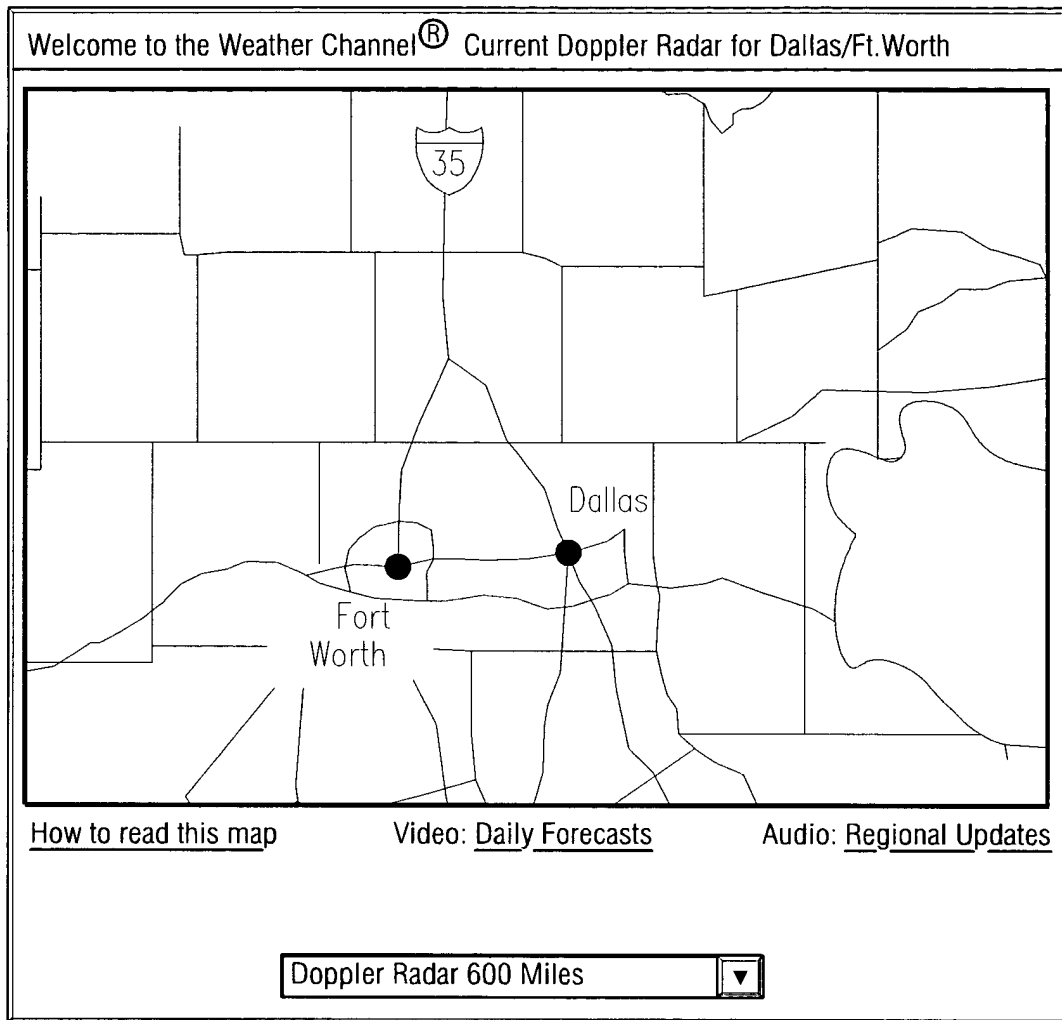 Welcome to the Weather Channel® Current Doppler Radar for Dallas/Ft.Worth
35
Dallas
Fort
Worth
How to read this map Video: Daily Forecasts Audio: Regional Updates
Doppler Radar 600 Miles